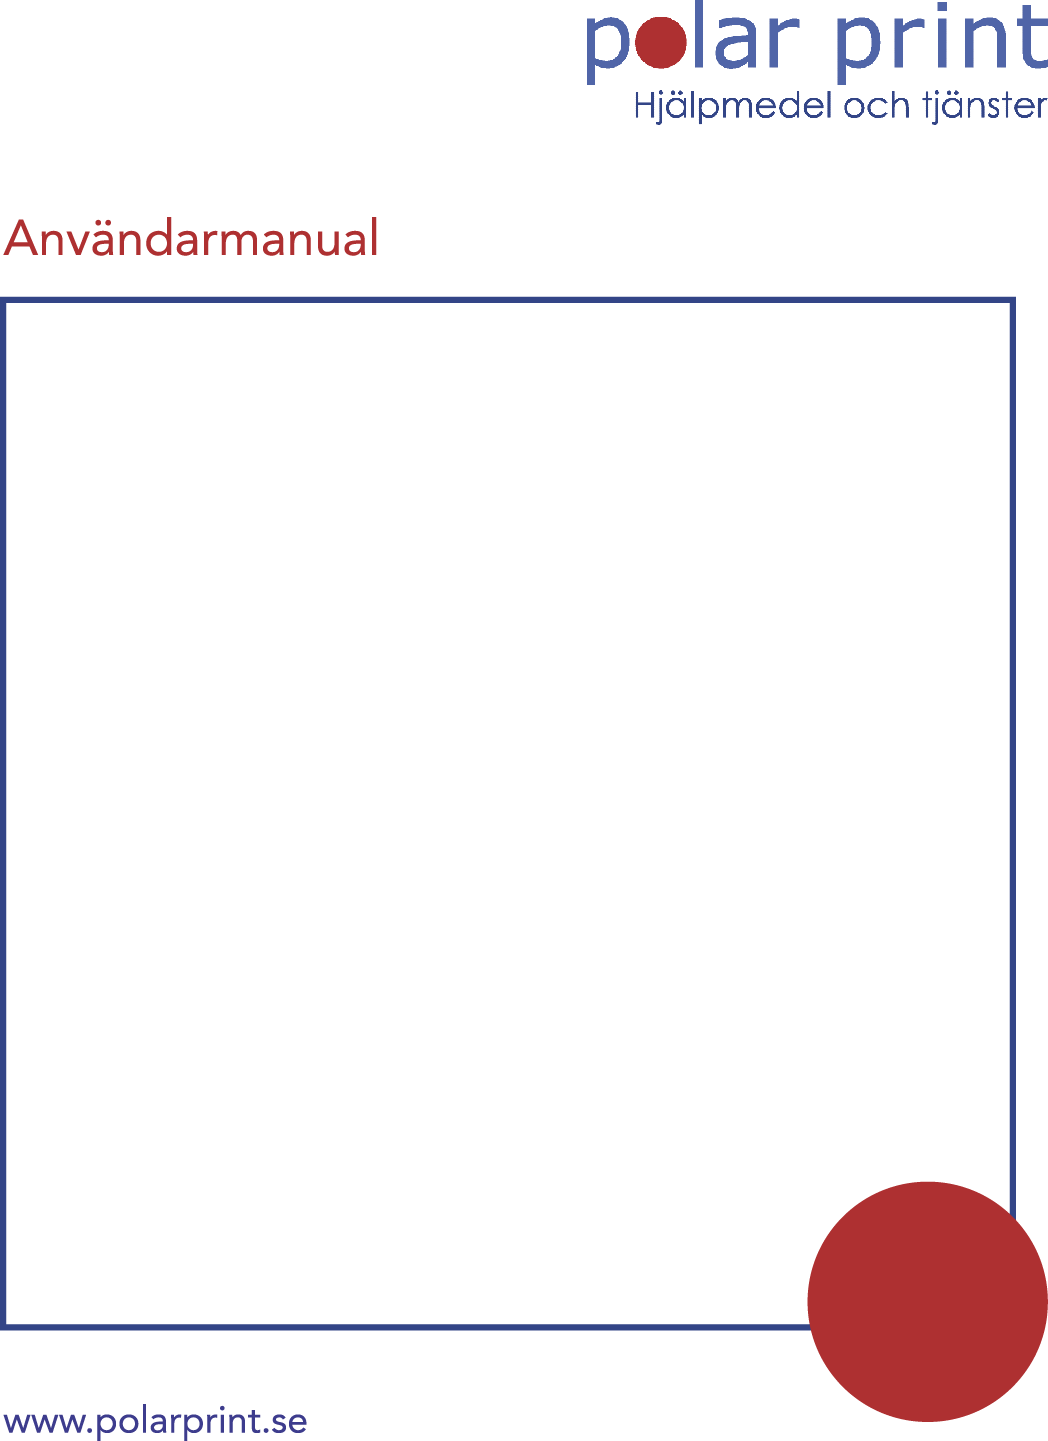 polar print
Hjälpmedel och tjänster
Användarmanual
www.polarprint.se